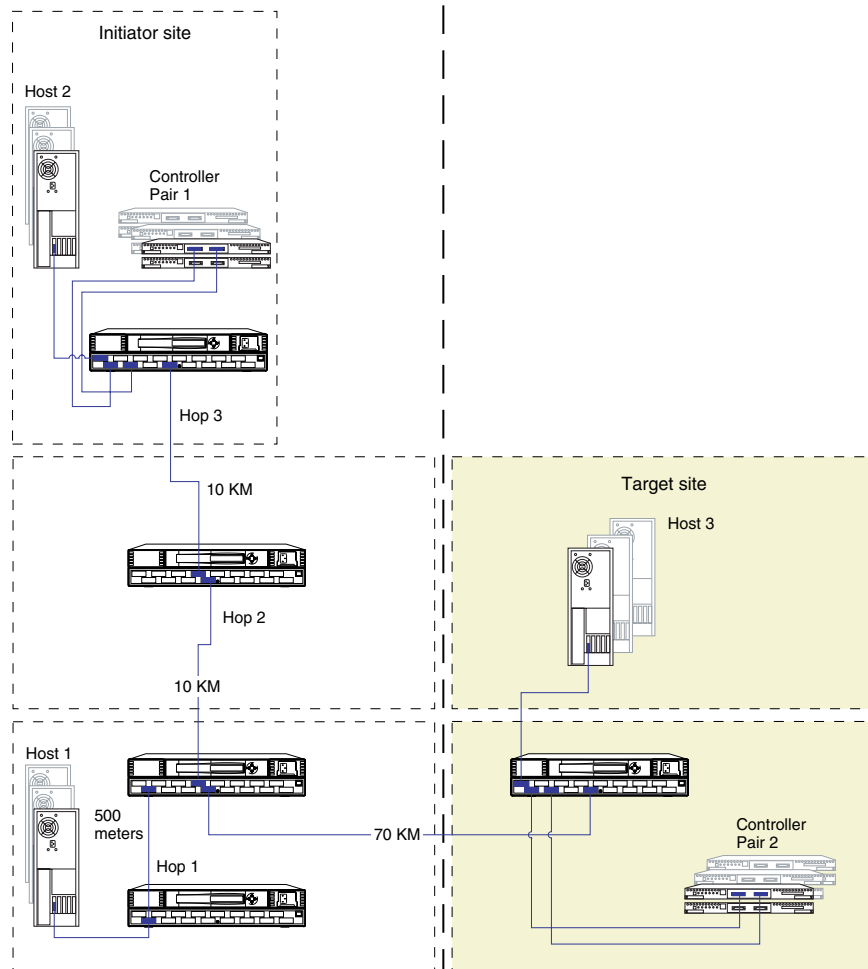 Initiator site
Host 2
Controller
Pair 1
Hop 3
10 KM
Target site
Host 3
Hop 2
10 KM
Host 1
500
meters
70 KM
Controller
Pair 2
Hop 1